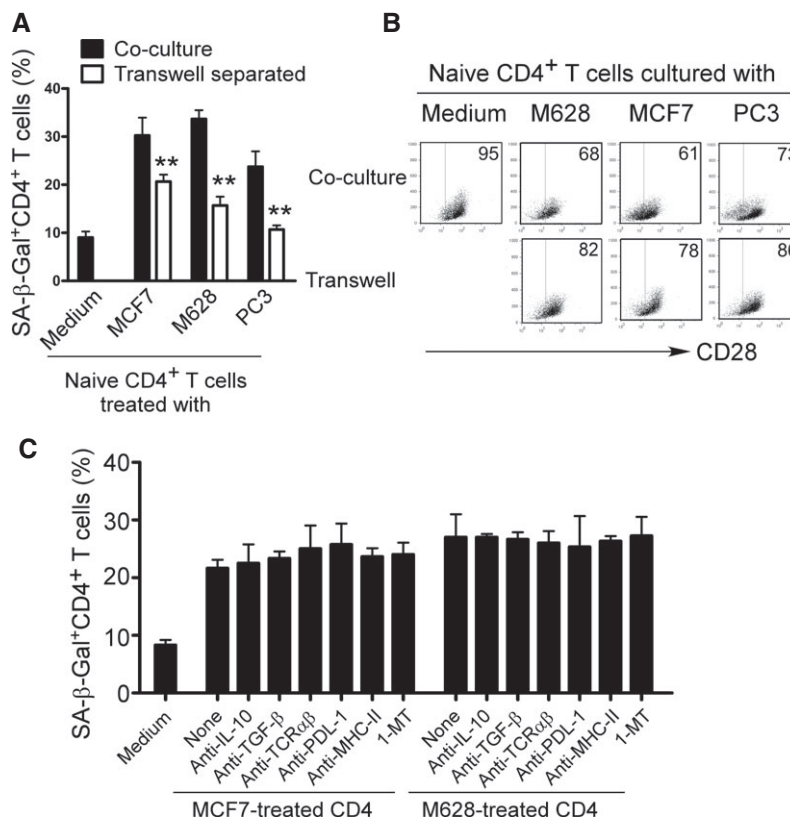 A
Co-culture
Transwell separated
SA-β-Gal⁺CD4⁺ T cells (%)
40
30
20
10
0
**
**
**
Medium
MCF7
M628
PC3
Naive CD4⁺ T cells
treated with
B
Naive CD4⁺ T cells cultured with
Medium M628 MCF7 PC3
Co-culture
95
68
61
73
Transwell
82
78
CD28
C
SA-β-Gal⁺CD4⁺ T cells (%)
40
30
20
10
0
Medium
None
Anti-IL-10
Anti-TGF-β
Anti-TCRαβ
Anti-PDL-1
Anti-MHC-II
1-MT
None
Anti-IL-10
Anti-TGF-β
Anti-TCRαβ
Anti-PDL-1
Anti-MHC-II
1-MT
MCF7-treated CD4
M628-treated CD4